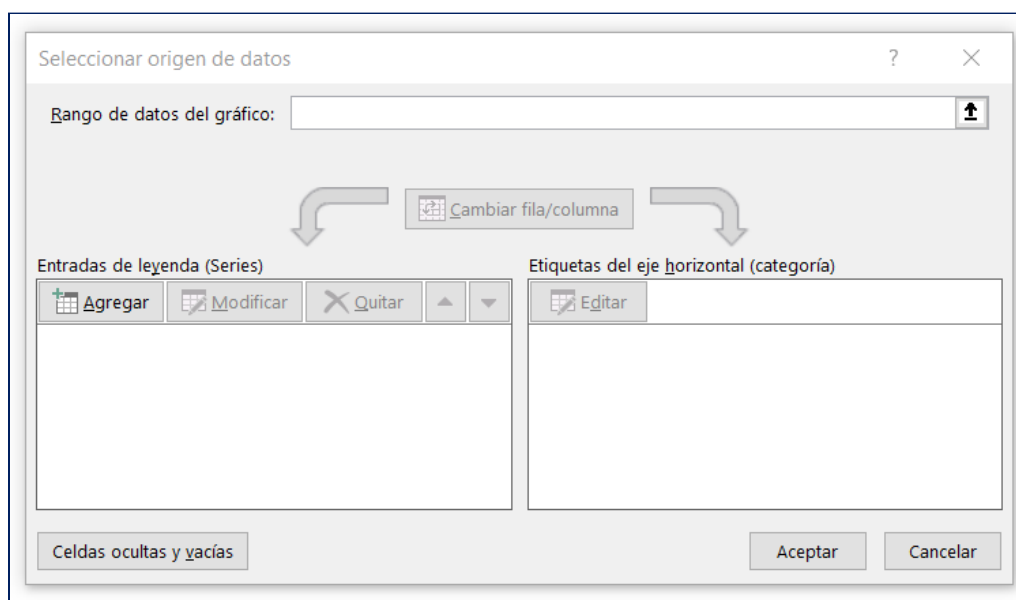 Seleccionar origen de datos ?
Rango de datos del gráfico:
Cambiar fila/columna
Entradas de leyenda (Series)
Etiquetas del eje horizontal (categoría)
Agregar Modificar Quitar
Editar
Celdas ocultas y vacías
Aceptar Cancelar